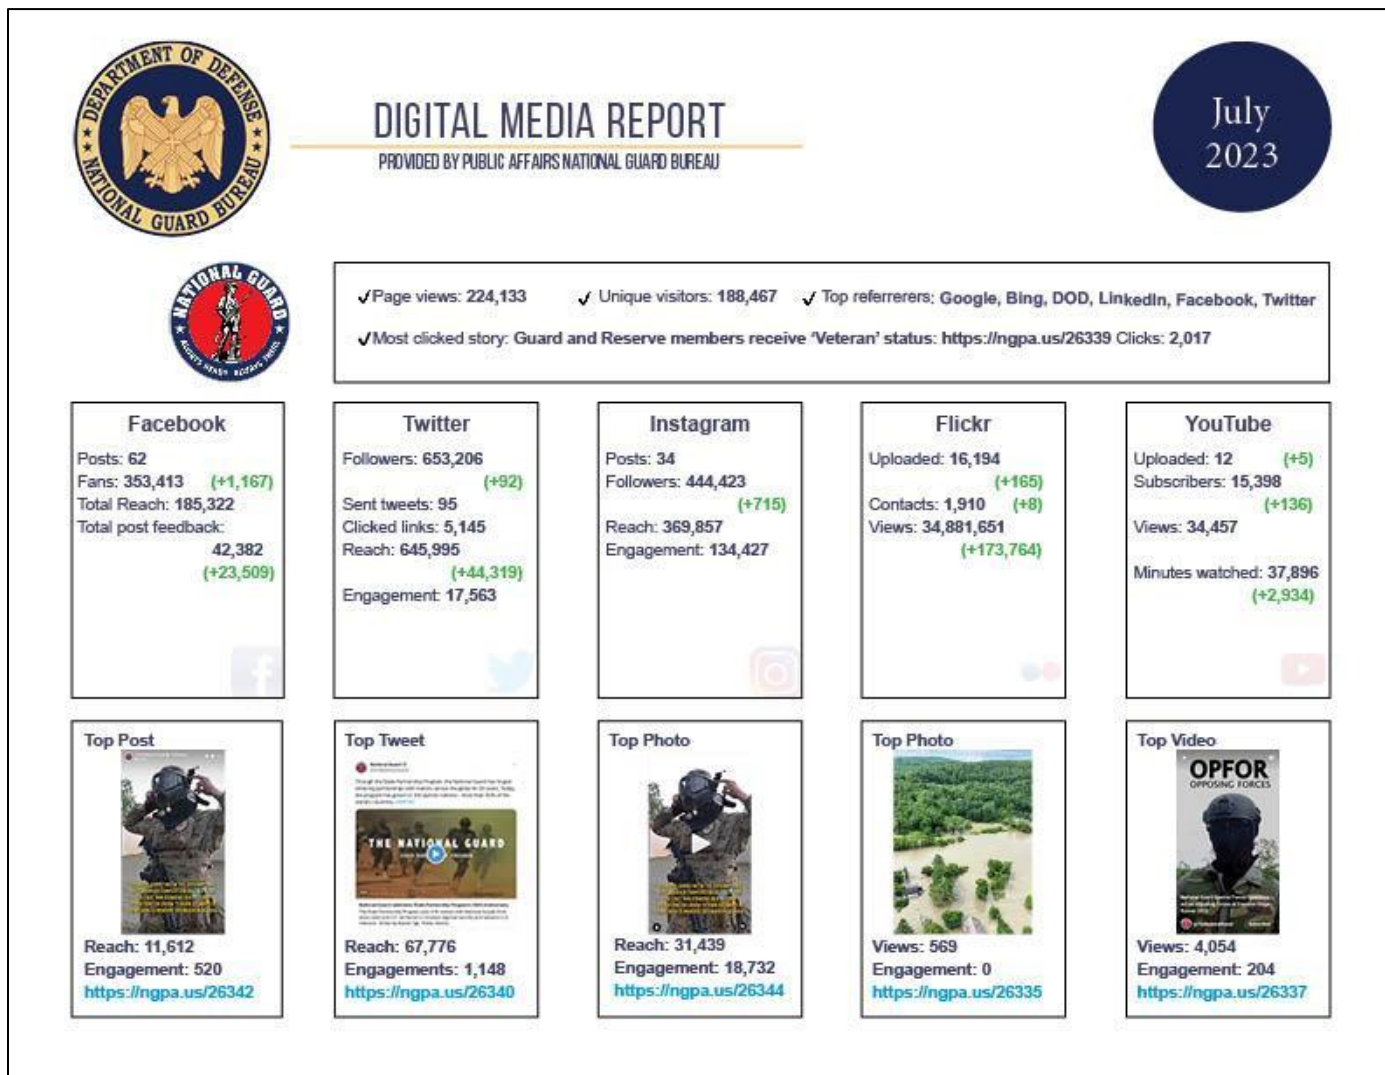 DEPARTMENT OF DEFENSE
NATIONAL GUARD BUREAU
DIGITAL MEDIA REPORT
PROVIDED BY PUBLIC AFFAIRS NATIONAL GUARD BUREAU
July
2023
NATIONAL GUARD
ALWAYS READY ALWAYS THERE
✓Page views: 224,133 ✓ Unique visitors: 188,467 ✓ Top referrerers: Google, Bing, DOD, LinkedIn, Facebook, Twitter
✓Most clicked story: Guard and Reserve members receive ‘Veteran’ status: https://ngpa.us/26339 Clicks: 2,017
Facebook
Posts: 62
Fans: 353,413 (+1,167)
Total Reach: 185,322
Total post feedback:
42,382
(+23,509)
Twitter
Followers: 653,206
(+92)
Sent tweets: 95
Clicked links: 5,145
Reach: 645,995
(+44,319)
Engagement: 17,563
Instagram
Posts: 34
Followers: 444,423
(+715)
Reach: 369,857
Engagement: 134,427
Flickr
Uploaded: 16,194
(+165)
Contacts: 1,910 (+8)
Views: 34,881,651
(+173,764)
YouTube
Uploaded: 12 (+5)
Subscribers: 15,398
(+136)
Views: 34,457
Minutes watched: 37,896
(+2,934)
Top Post
Reach: 11,612
Engagement: 520
https://ngpa.us/26342
Top Tweet
THE NATIONAL GUARD
Reach: 67,776
Engagements: 1,148
https://ngpa.us/26340
Top Photo
Reach: 31,439
Engagement: 18,732
https://ngpa.us/26344
Top Photo
Views: 569
Engagement: 0
https://ngpa.us/26335
Top Video
OPFOR
OPPOSING FORCES
Views: 4,054
Engagement: 204
https://ngpa.us/26337